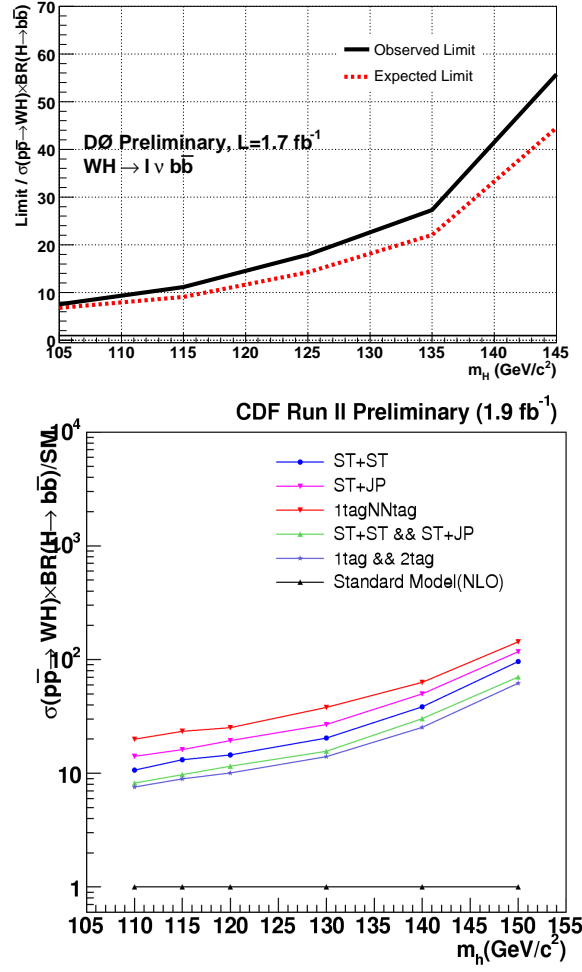 Limit / σ(pp̅→WH)×BR(H→bb̅)
70
60
50
40
30
20
10
0
Observed Limit
Expected Limit
DØ Preliminary, L=1.7 fb⁻¹
WH → l ν bb̅
105 110 115 120 125 130 135 140 145
m_H (GeV/c²)
CDF Run II Preliminary (1.9 fb⁻¹)
σ(pp̅→ WH)×BR(H→ bb̅)/SM
10⁴
10³
10²
10
1
ST+ST
ST+JP
1tagNNtag
ST+ST && ST+JP
1tag && 2tag
Standard Model(NLO)
105 110 115 120 125 130 135 140 145 150 155
m_h(GeV/c²)